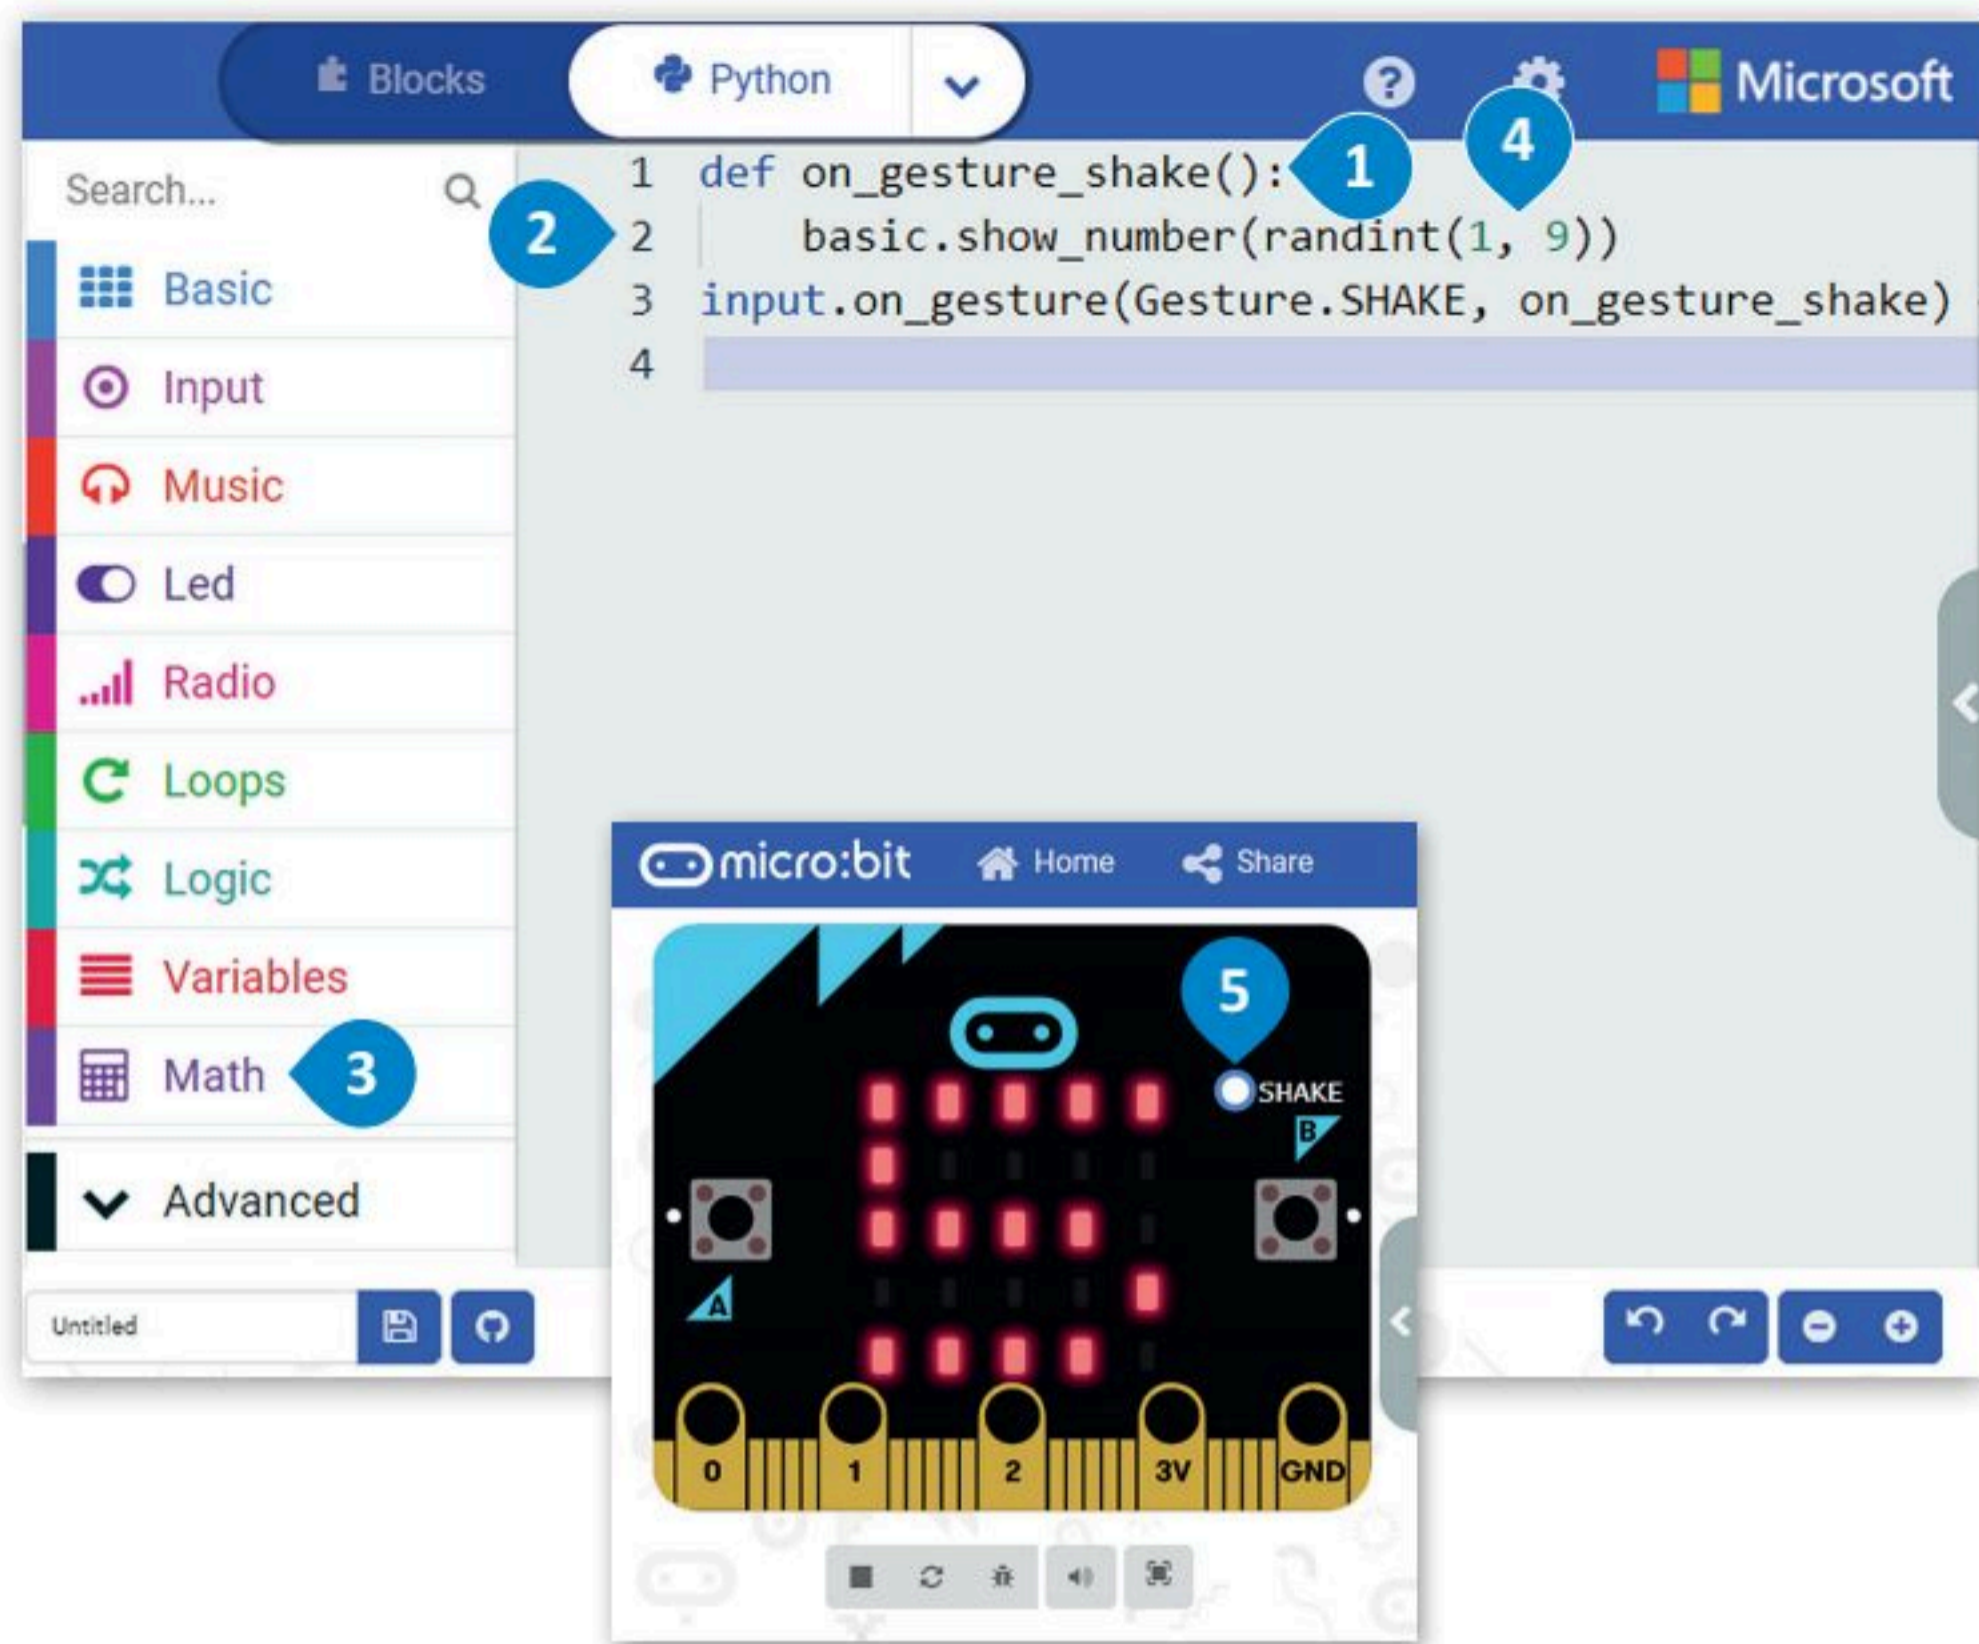 Blocks
Python
Microsoft
1
4
Search...
2
1 def on_gesture_shake():
2 basic.show_number(randint(1, 9))
3 input.on_gesture(Gesture.SHAKE, on_gesture_shake)
4
Basic
Input
Music
Led
Radio
Loops
Logic
Variables
Math
3
Advanced
Untitled
micro:bit Home Share
5
SHAKE
B
A
0 1 2 3V GND